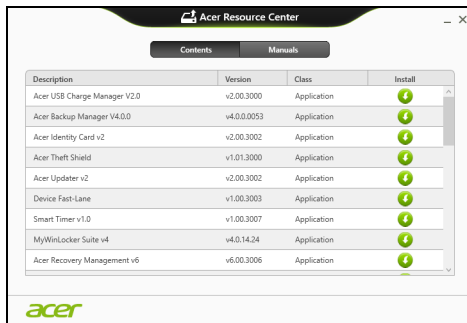 Acer Resource Center
Contents Manuals
Description Version Class Install
Acer USB Charge Manager V2.0 v2.00.3000 Application
Acer Backup Manager V4.0.0 v4.0.0.0053 Application
Acer Identity Card v2 v2.00.3002 Application
Acer Theft Shield v1.01.3000 Application
Acer Updater v2 v2.00.3002 Application
Device Fast-Lane v1.00.3003 Application
Smart Timer v1.0 v1.00.3007 Application
MyWinLocker Suite v4 v4.0.14.24 Application
Acer Recovery Management v6 v6.00.3006 Application
acer